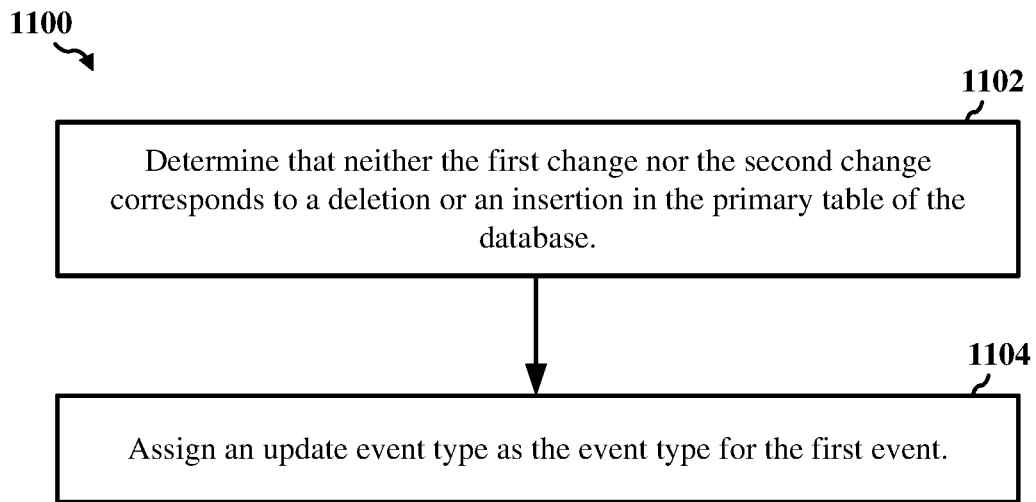 1100
1102
Determine that neither the first change nor the second change
corresponds to a deletion or an insertion in the primary table of the
database.
1104
Assign an update event type as the event type for the first event.